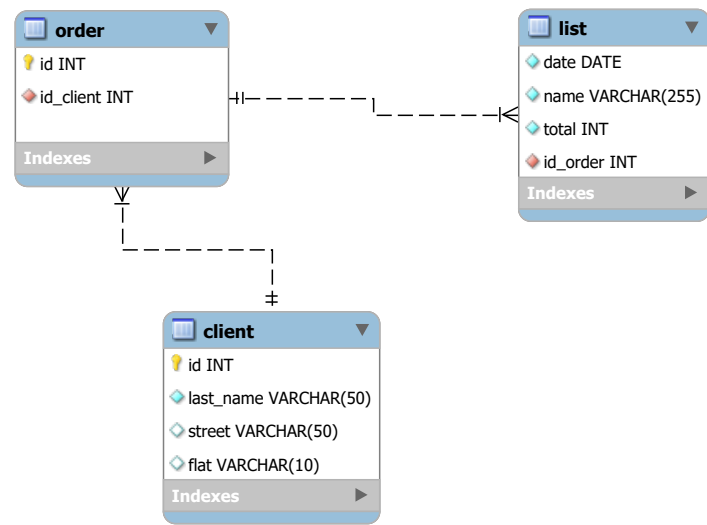 order
id INT
id_client INT
Indexes
list
date DATE
name VARCHAR(255)
total INT
id_order INT
Indexes
client
id INT
last_name VARCHAR(50)
street VARCHAR(50)
flat VARCHAR(10)
Indexes